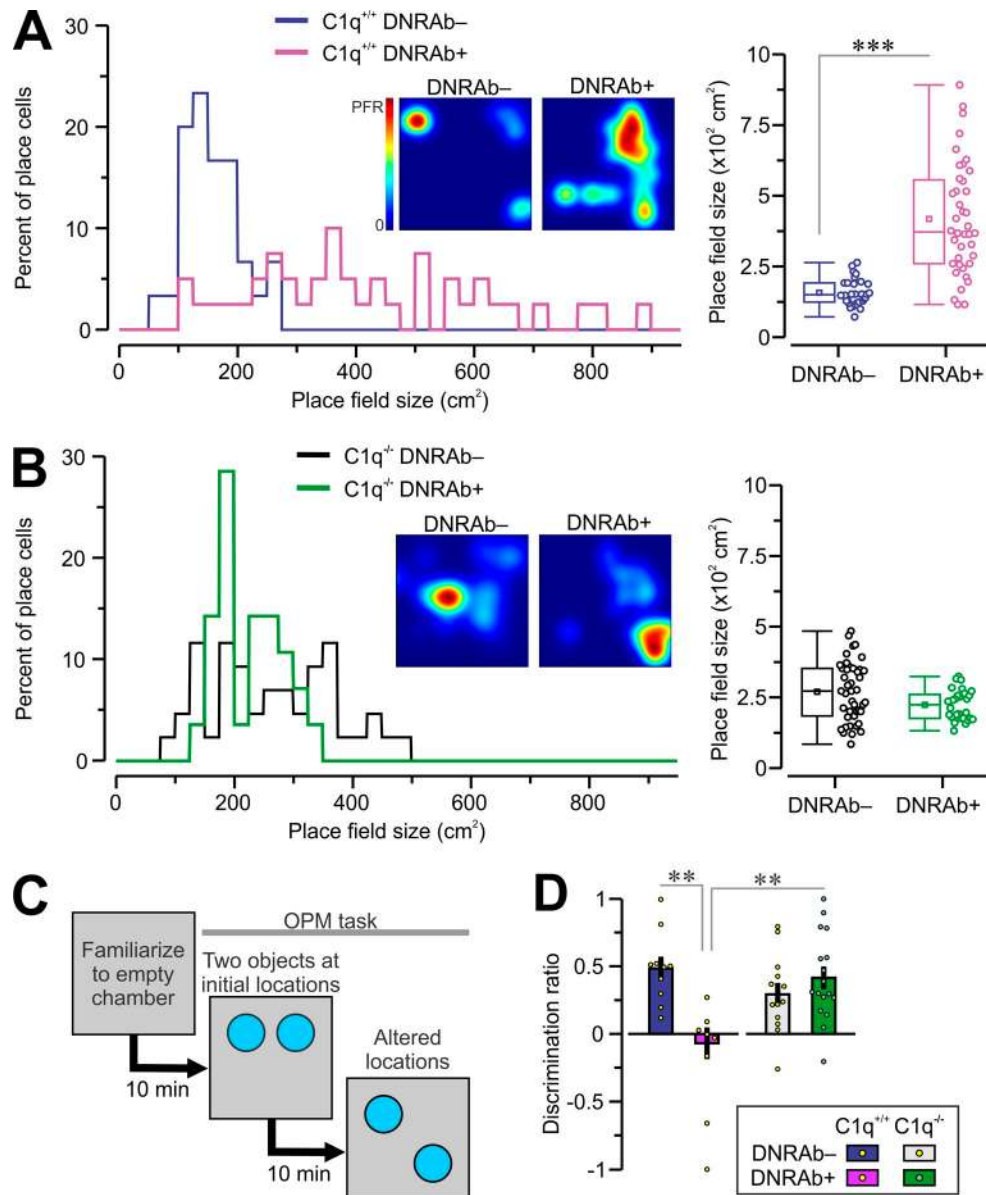 A
C1q+/+ DNRAb–
C1q+/+ DNRAb+
30
20
10
0
Percent of place cells
0 200 400 600 800
Place field size (cm2)
DNRAb– DNRAb+
PFR
0
***
10
7.5
5
2.5
0
Place field size (x102 cm2)
DNRAb– DNRAb+
B
C1q-/- DNRAb–
C1q-/- DNRAb+
30
20
10
0
Percent of place cells
0 200 400 600 800
Place field size (cm2)
DNRAb– DNRAb+
10
7.5
5
2.5
0
Place field size (x102 cm2)
DNRAb– DNRAb+
C
OPM task
Familiarize
to empty
chamber
Two objects at
initial locations
Altered
locations
10 min
10 min
D
** **
1
0.5
0
-0.5
-1
Discrimination ratio
C1q+/+ C1q-/-
DNRAb–
DNRAb+